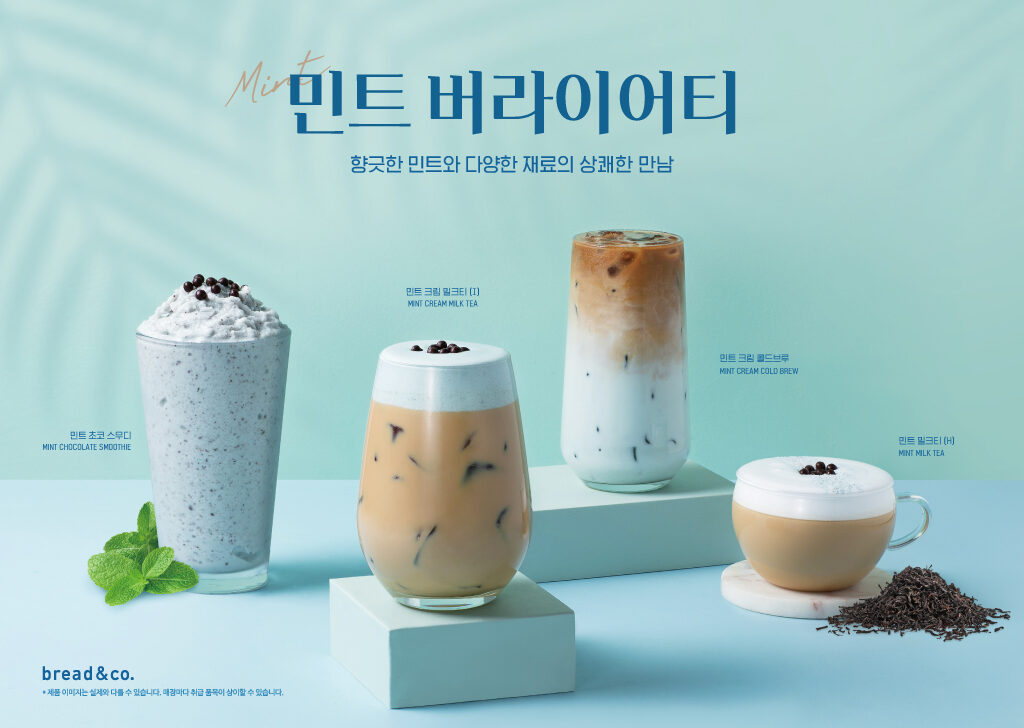 Mint
민트 버라이어티
향긋한 민트와 다양한 재료의 상쾌한 만남
민트 크림 밀크티 (I)
MINT CREAM MILK TEA
민트 크림 콜드브루
MINT CREAM COLD BREW
민트 초코 스무디
MINT CHOCOLATE SMOOTHIE
민트 밀크티 (H)
MINT MILK TEA
bread&co.
* 제품 이미지는 실제와 다를 수 있습니다. 매장마다 취급 품목이 상이할 수 있습니다.